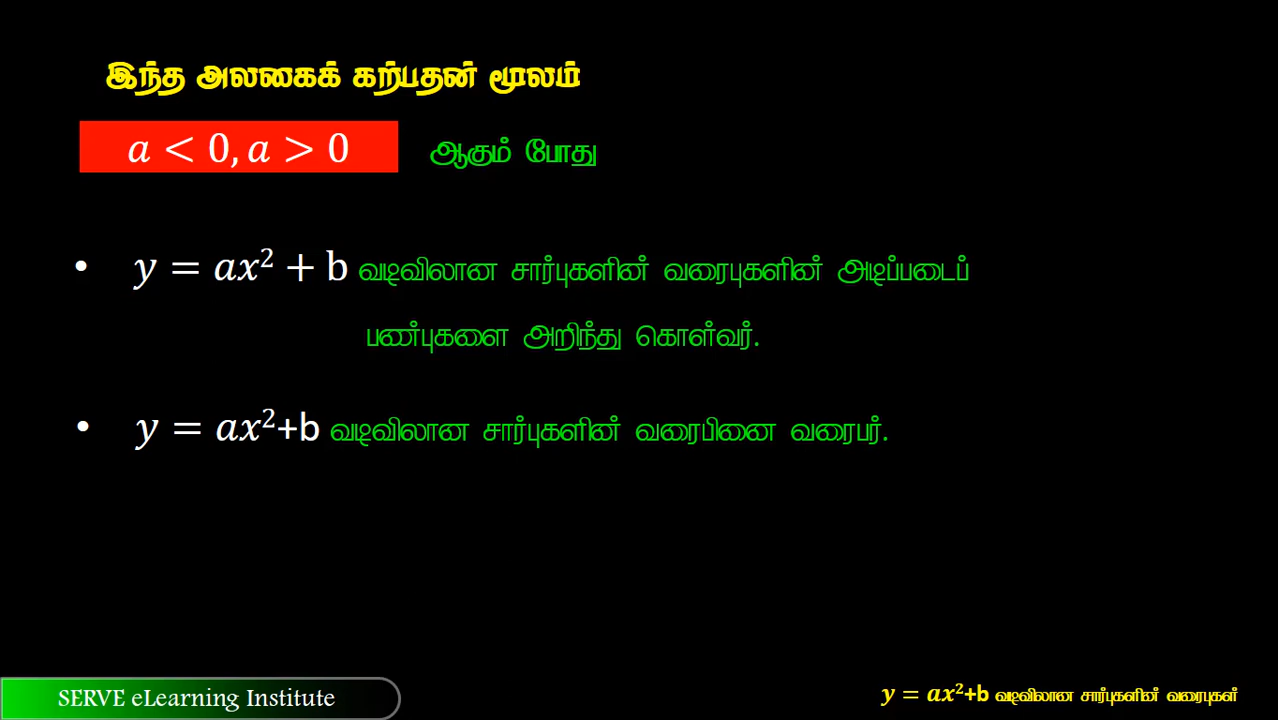 இந்த அலகைக் கற்பதன் மூலம்
a < 0, a > 0 ஆகும் போது
• y = ax² + b வடிவிலான சார்புகளின் வரைபுகளின் அடிப்படைப்
பண்புகளை அறிந்து கொள்வர்.
• y = ax²+b வடிவிலான சார்புகளின் வரைபினை வரைபர்.
SERVE eLearning Institute
y = ax²+b வடிவிலான சார்புகளின் வரைபுகள்